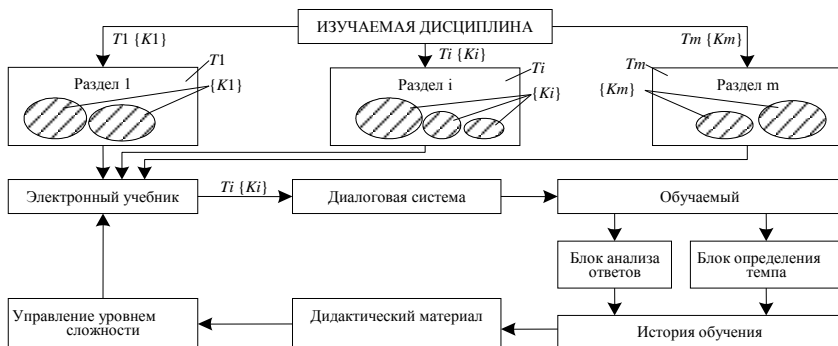 ИЗУЧАЕМАЯ ДИСЦИПЛИНА
T1 {K1}
Ti {Ki}
Tm {Km}
T1
Раздел 1
{K1}
Ti
Раздел i
{Ki}
Tm
Раздел m
{Km}
Электронный учебник
Ti {Ki}
Диалоговая система
Обучаемый
Блок анализа
ответов
Блок определения
темпа
Управление уровнем
сложности
Дидактический материал
История обучения